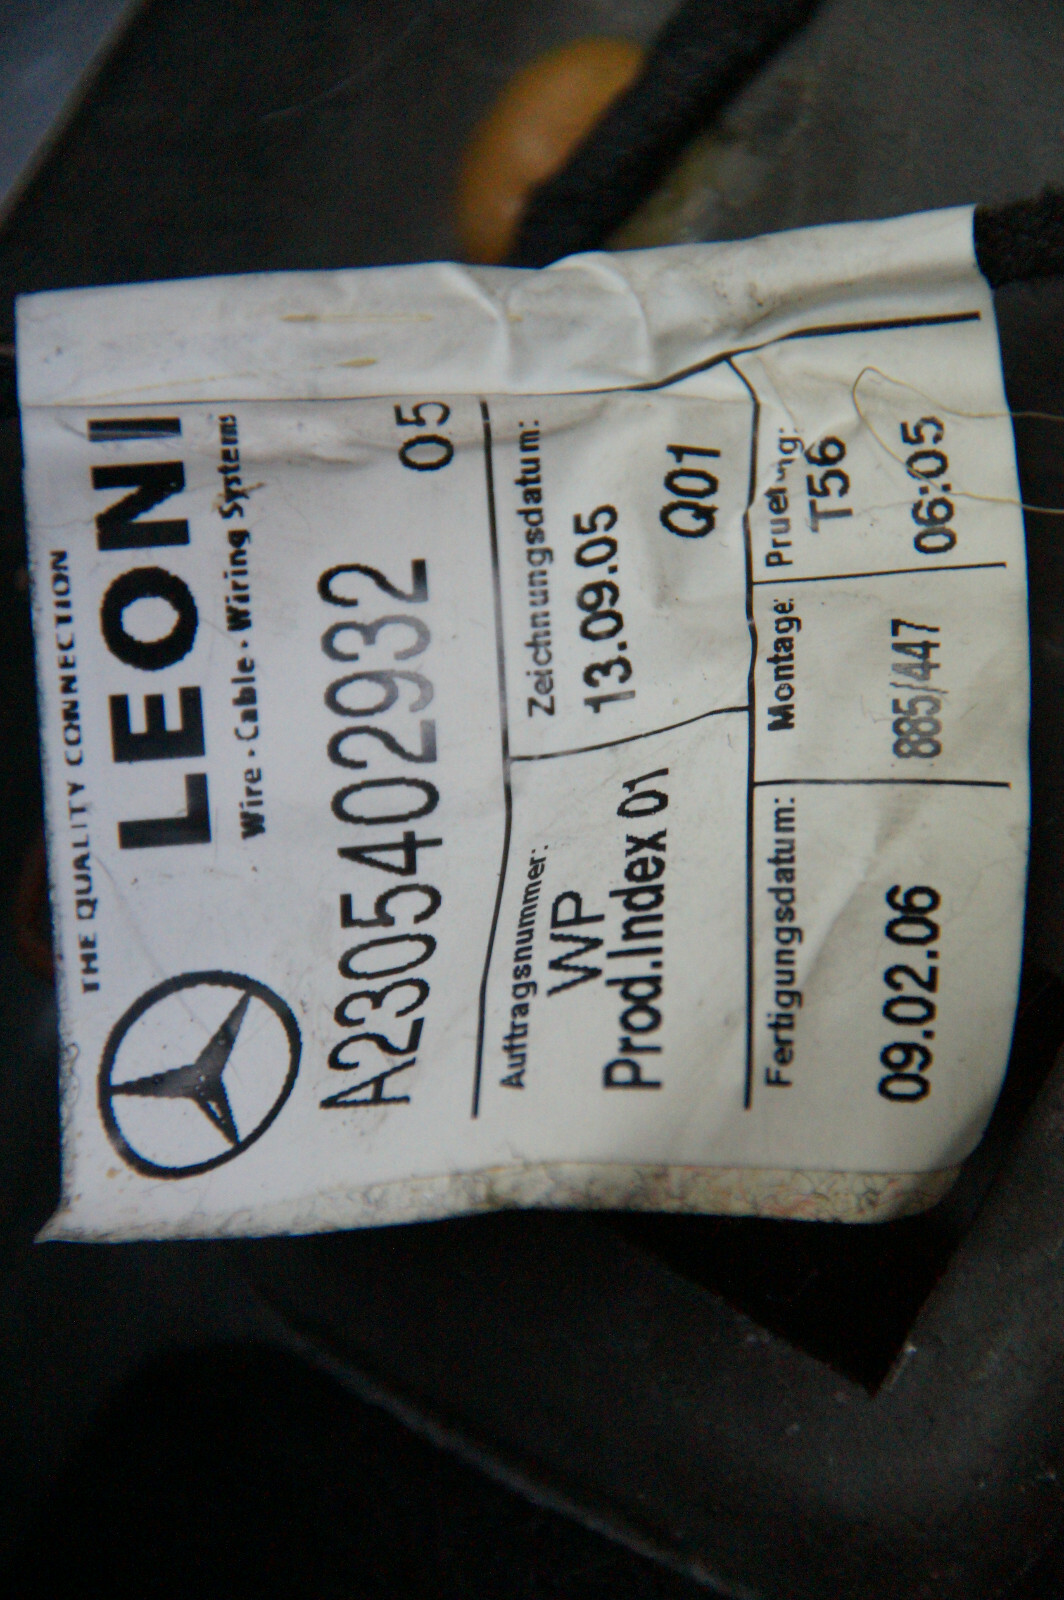 THE QUALITY CONNECTION
LEONI
Wire · Cable · Wiring Systems
A2305402932 05
Auftragsnummer:
WP
Prod.Index 01
Zeichnungsdatum:
13.09.05
Q01
Fertigungsdatum:
09.02.06
Montage:
885/447
Pruefung:
T56
06:05